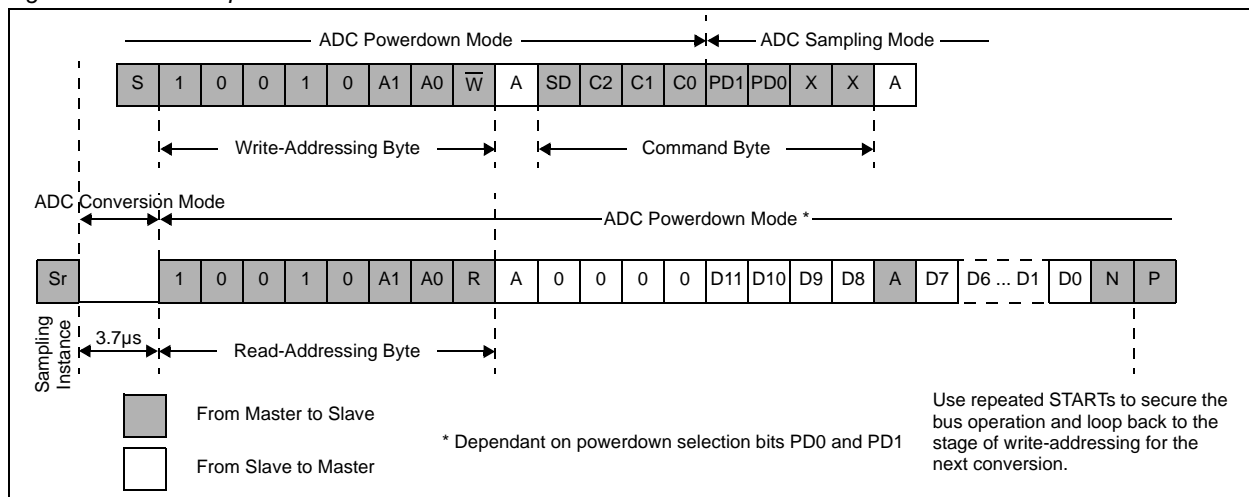 ADC Powerdown Mode ADC Sampling Mode
S 1 0 0 1 0 A1 A0 W̅ A SD C2 C1 C0 PD1 PD0 X X A
Write-Addressing Byte Command Byte
ADC Conversion Mode
ADC Powerdown Mode *
Sr 1 0 0 1 0 A1 A0 R A 0 0 0 0 D11 D10 D9 D8 A D7 D6 ... D1 D0 N P
Sampling
Instance
3.7µs
Read-Addressing Byte
From Master to Slave
From Slave to Master
* Dependant on powerdown selection bits PD0 and PD1
Use repeated STARTs to secure the
bus operation and loop back to the
stage of write-addressing for the
next conversion.